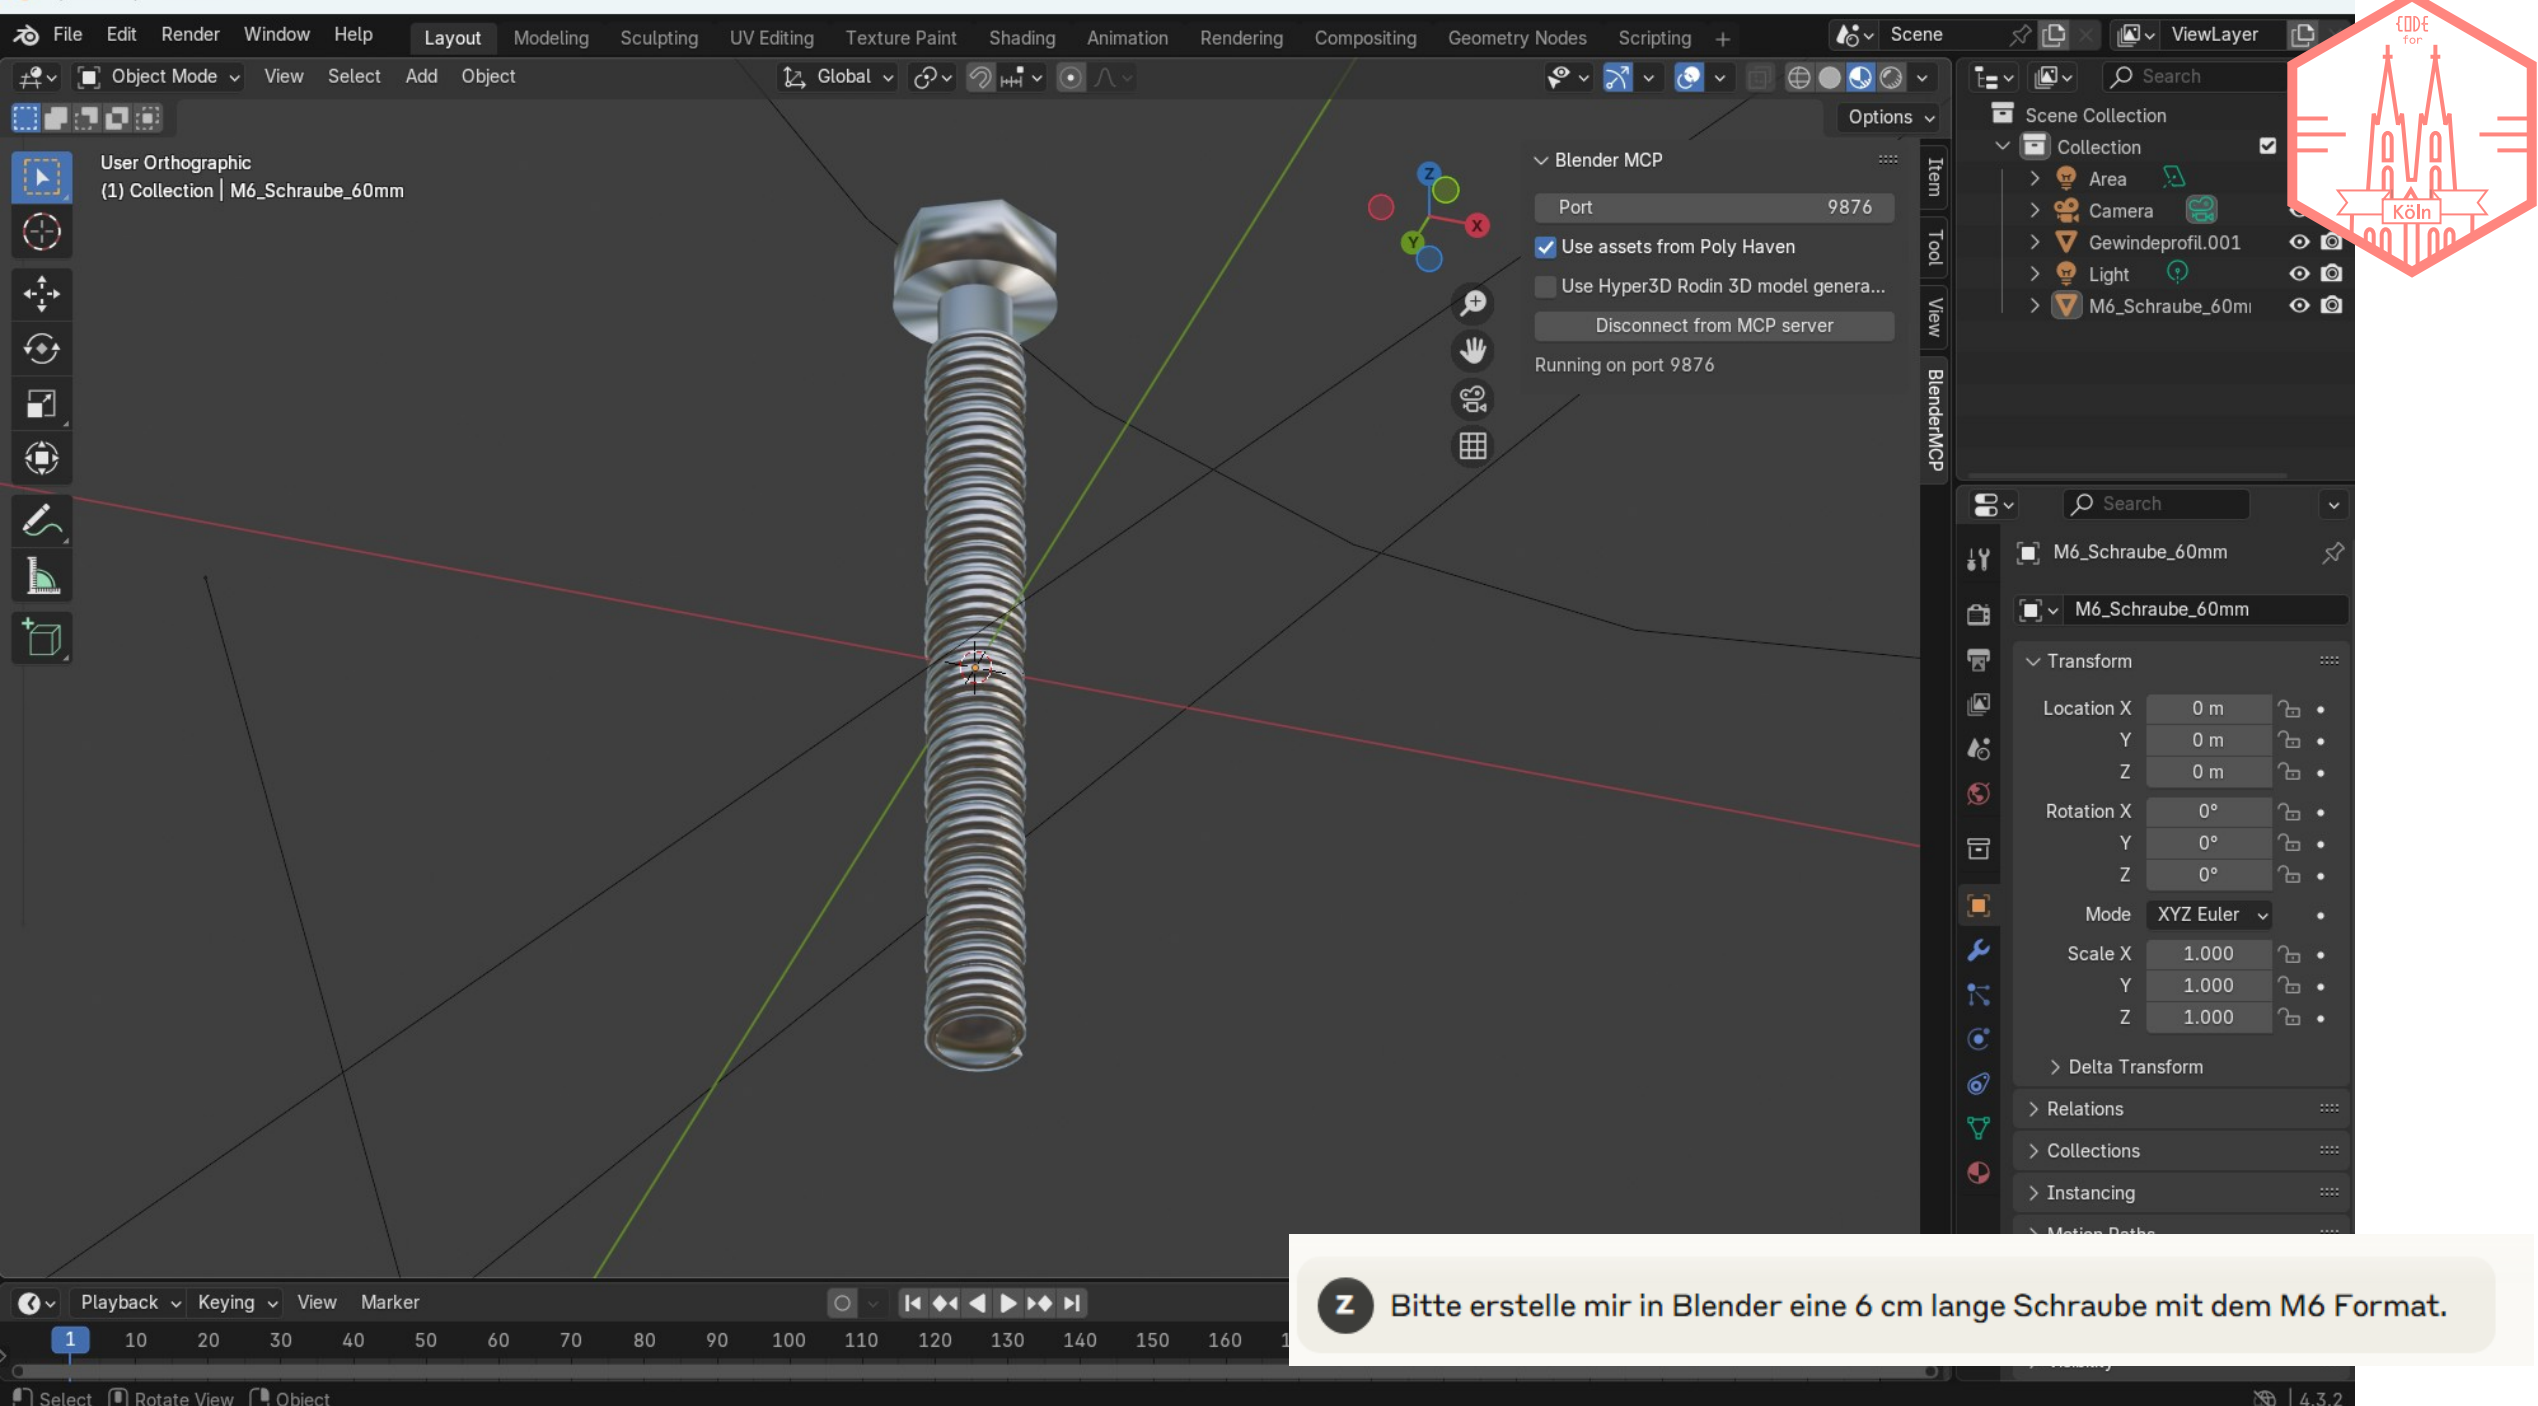 File Edit Render Window Help Layout Modeling Sculpting UV Editing Texture Paint Shading Animation Rendering Compositing Geometry Nodes Scripting + Scene ViewLayer
Object Mode View Select Add Object Global Search
Options
User Orthographic
(1) Collection | M6_Schraube_60mm
Z
X
Y
Blender MCP
Port 9876
Use assets from Poly Haven
Use Hyper3D Rodin 3D model genera...
Disconnect from MCP server
Running on port 9876
Item
Tool
View
BlenderMCP
Scene Collection
Collection
Area
Camera
Gewindeprofil.001
Light
M6_Schraube_60m
CODE
for
Köln
Search
M6_Schraube_60mm
M6_Schraube_60mm
Transform
Location X 0 m
Y 0 m
Z 0 m
Rotation X 0°
Y 0°
Z 0°
Mode XYZ Euler
Scale X 1.000
Y 1.000
Z 1.000
Delta Transform
Relations
Collections
Instancing
Motion Paths
Z Bitte erstelle mir in Blender eine 6 cm lange Schraube mit dem M6 Format.
Playback Keying View Marker
1 10 20 30 40 50 60 70 80 90 100 110 120 130 140 150 160
Select Rotate View Object 4.3.2